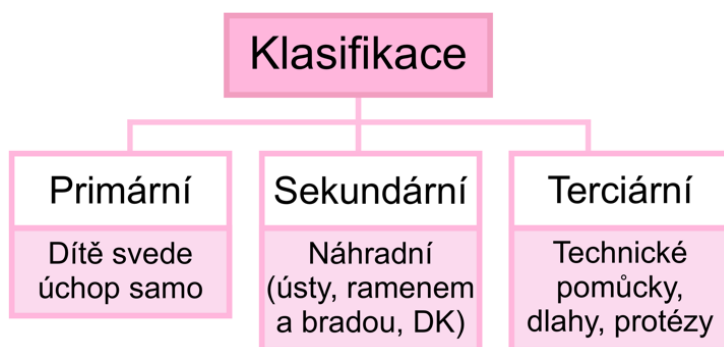 Klasifikace
Primární
Dítě svede
úchop samo
Sekundární
Náhradní
(ústy, ramenem
a bradou, DK)
Terciární
Technické
pomůcky,
dlahy, protézy